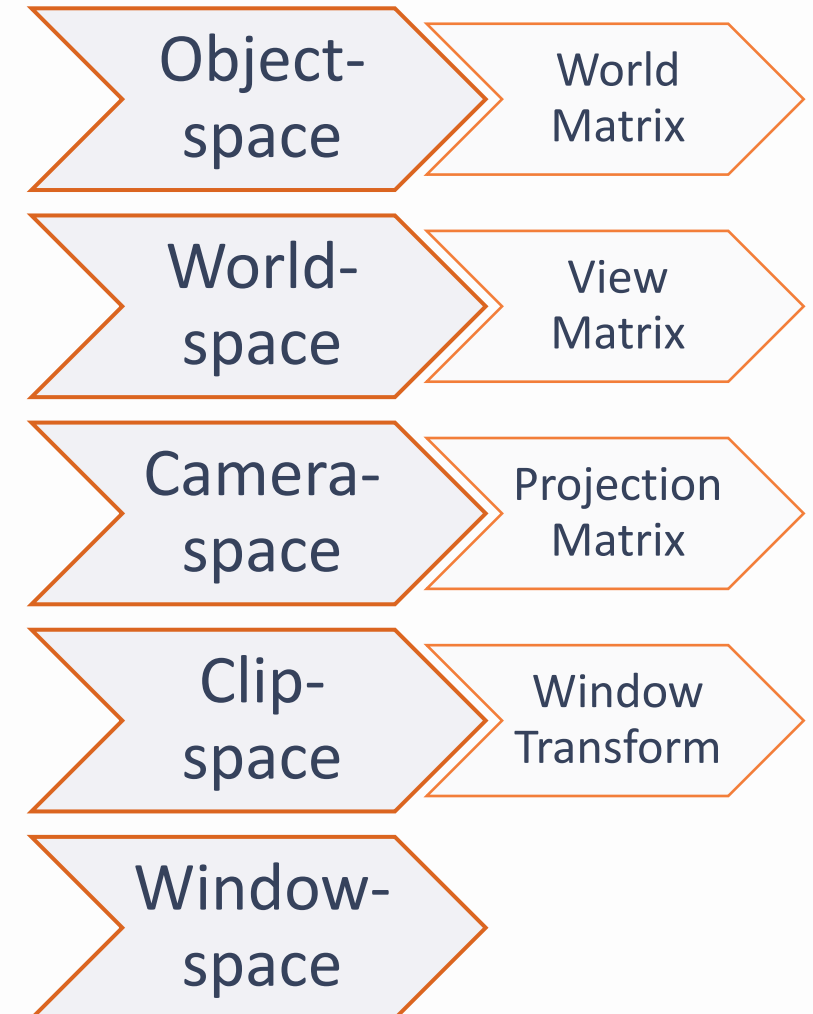 Object-
space
World
Matrix
World-
space
View
Matrix
Camera-
space
Projection
Matrix
Clip-
space
Window
Transform
Window-
space